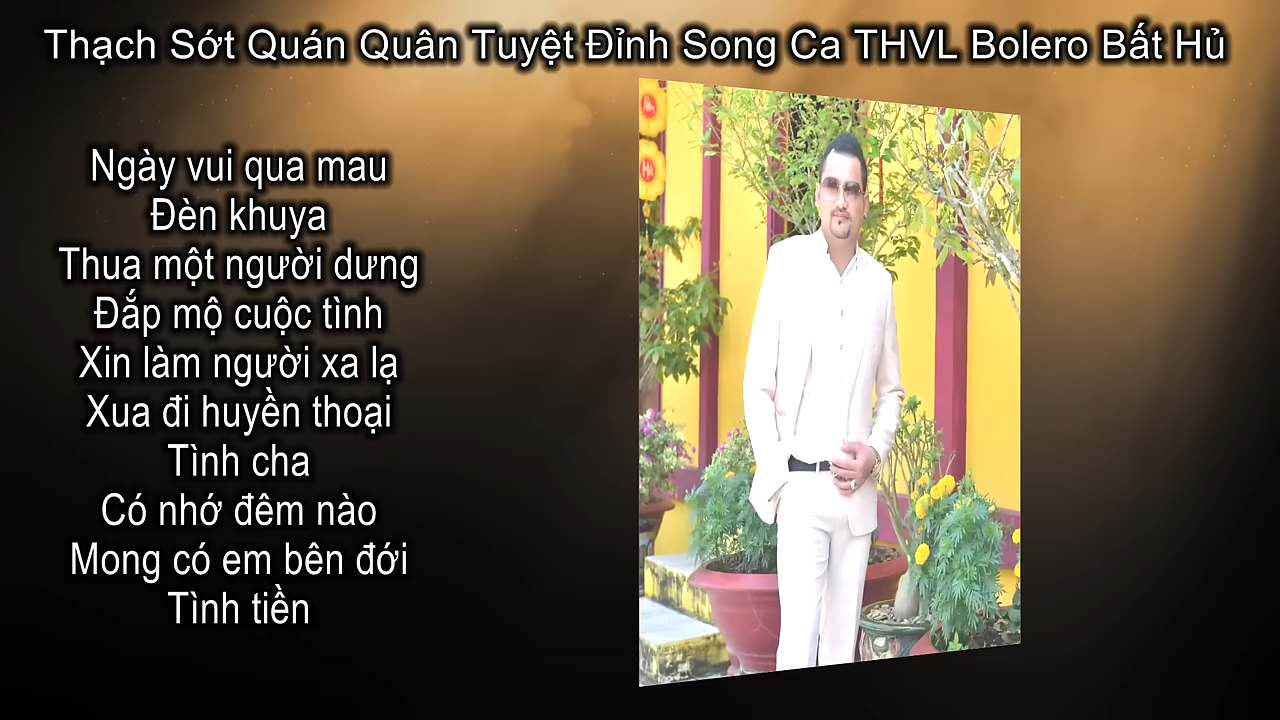 Thạch Sớt Quán Quân Tuyệt Đỉnh Song Ca THVL Bolero Bất Hủ
Ngày vui qua mau
Đèn khuya
Thua một người dưng
Đắp mộ cuộc tình
Xin làm người xa lạ
Xua đi huyền thoại
Tình cha
Có nhớ đêm nào
Mong có em bên đới
Tình tiền